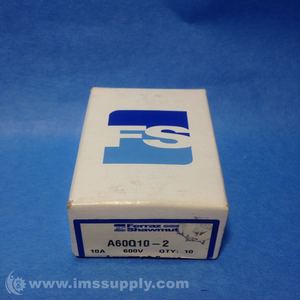 FS
Ferraz
Shawmut
A60Q10-2
10A 600V QTY: 10
www.imssupply.com